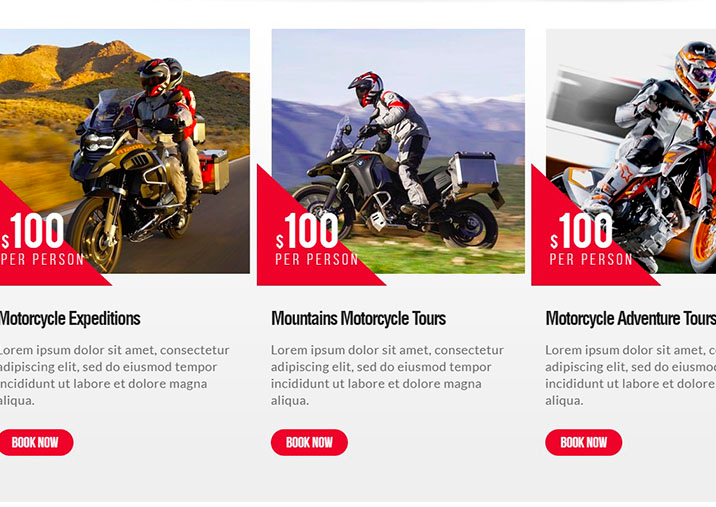 $100
PER PERSON
$100
PER PERSON
$100
PER PERSON
Motorcycle Expeditions
Lorem ipsum dolor sit amet, consectetur
adipiscing elit, sed do eiusmod tempor
incididunt ut labore et dolore magna
aliqua.
BOOK NOW
Mountains Motorcycle Tours
Lorem ipsum dolor sit amet, consectetur
adipiscing elit, sed do eiusmod tempor
incididunt ut labore et dolore magna
aliqua.
BOOK NOW
Motorcycle Adventure Tours
Lorem ipsum dolor sit amet,
adipiscing elit, sed do
incididunt ut labore et dolore
aliqua.
BOOK NOW